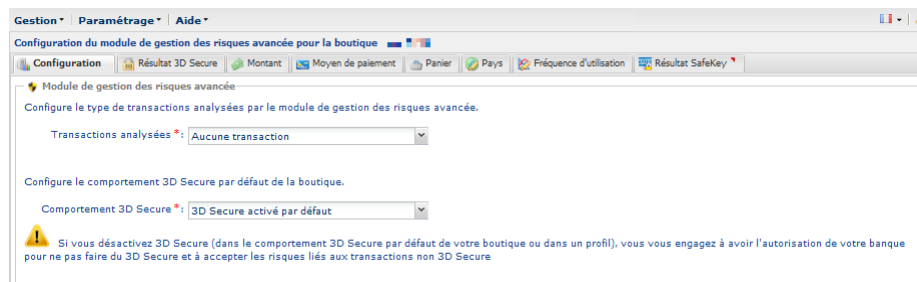 Gestion Paramétrage Aide
Configuration du module de gestion des risques avancée pour la boutique
Configuration Résultat 3D Secure Montant Moyen de paiement Panier Pays Fréquence d'utilisation Résultat SafeKey
Module de gestion des risques avancée
Configure le type de transactions analysées par le module de gestion des risques avancée.
Transactions analysées *: Aucune transaction
Configure le comportement 3D Secure par défaut de la boutique.
Comportement 3D Secure *: 3D Secure activé par défaut
Si vous désactivez 3D Secure (dans le comportement 3D Secure par défaut de votre boutique ou dans un profil), vous vous engagez à avoir l'autorisation de votre banque
pour ne pas faire du 3D Secure et à accepter les risques liés aux transactions non 3D Secure